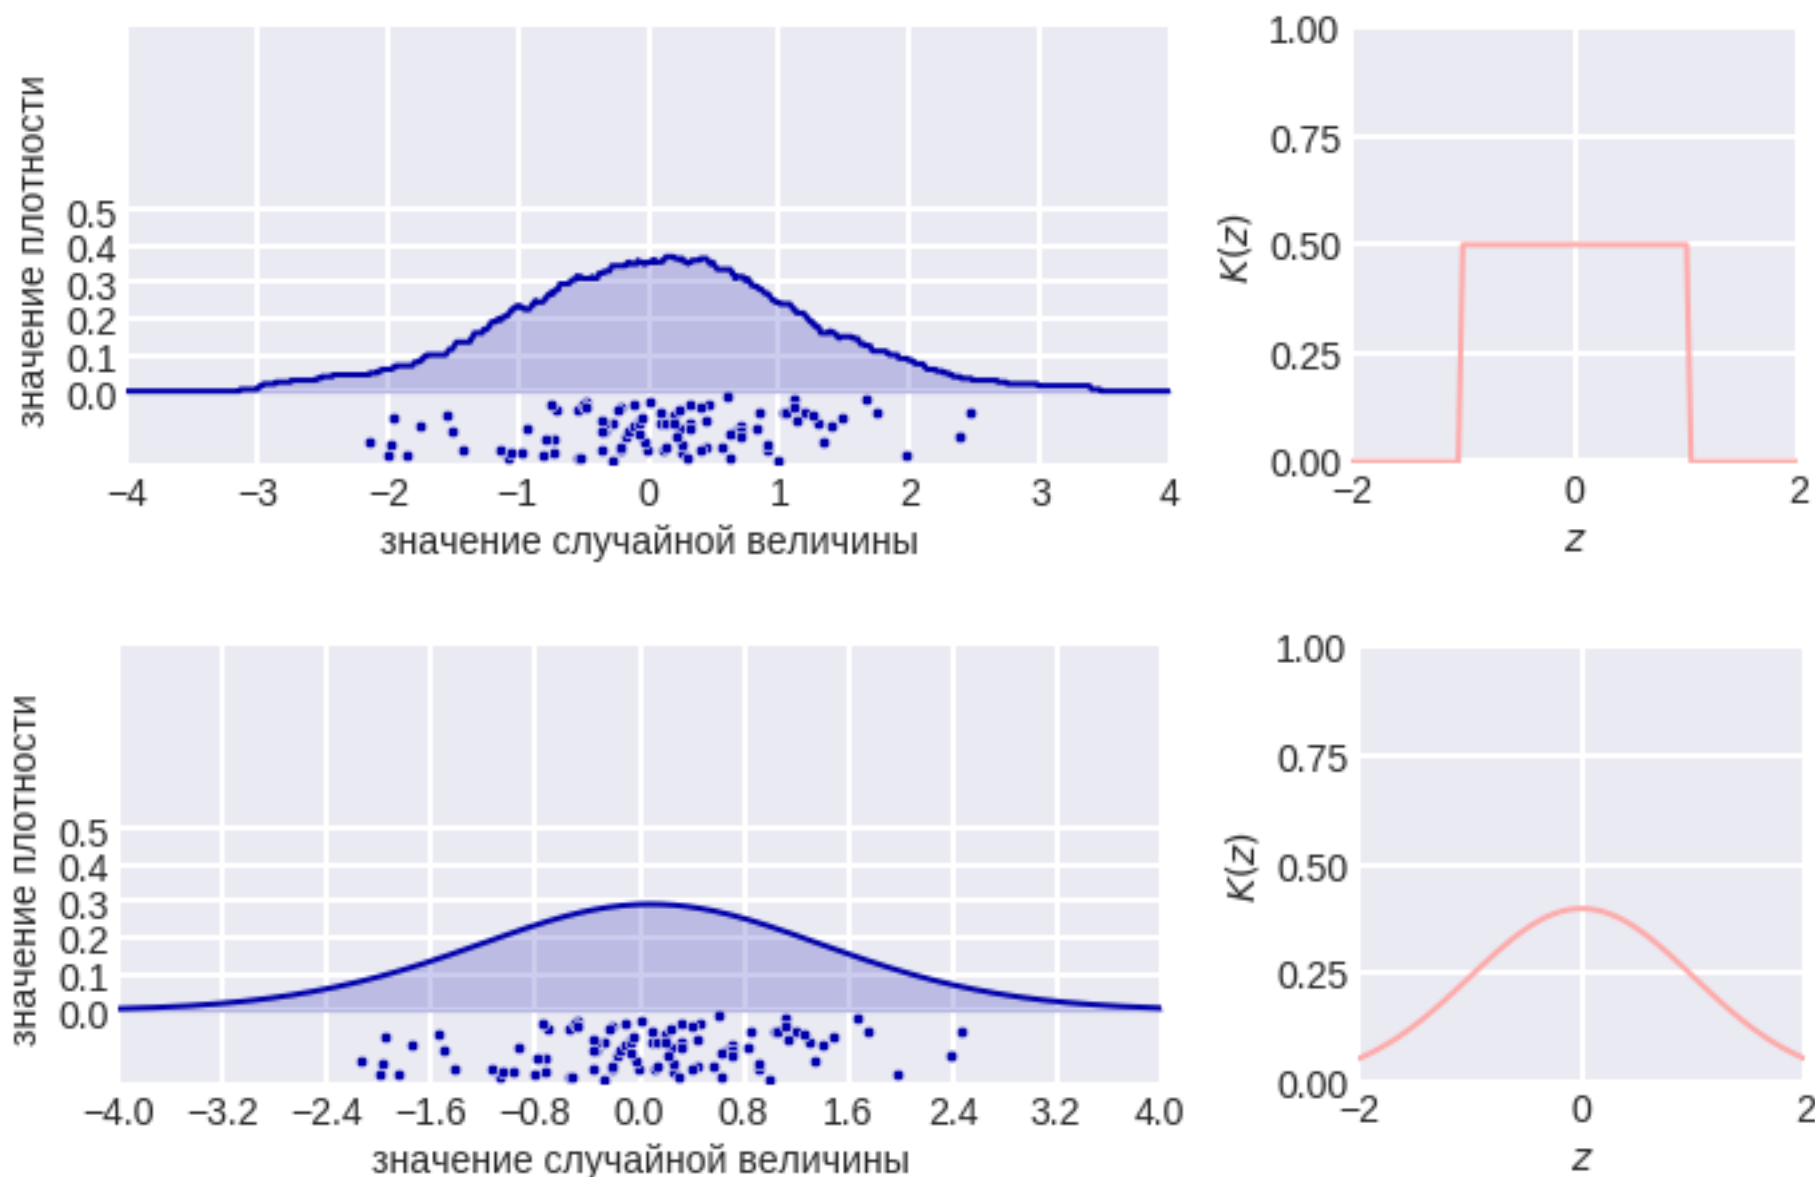 значение плотности
0.5
0.4
0.3
0.2
0.1
0.0
−4 −3 −2 −1 0 1 2 3 4
значение случайной величины
K(z)
1.00
0.75
0.50
0.25
0.00
−2 0 2
z
значение плотности
0.5
0.4
0.3
0.2
0.1
0.0
−4.0 −3.2 −2.4 −1.6 −0.8 0.0 0.8 1.6 2.4 3.2 4.0
значение случайной величины
K(z)
1.00
0.75
0.50
0.25
0.00
−2 0 2
z